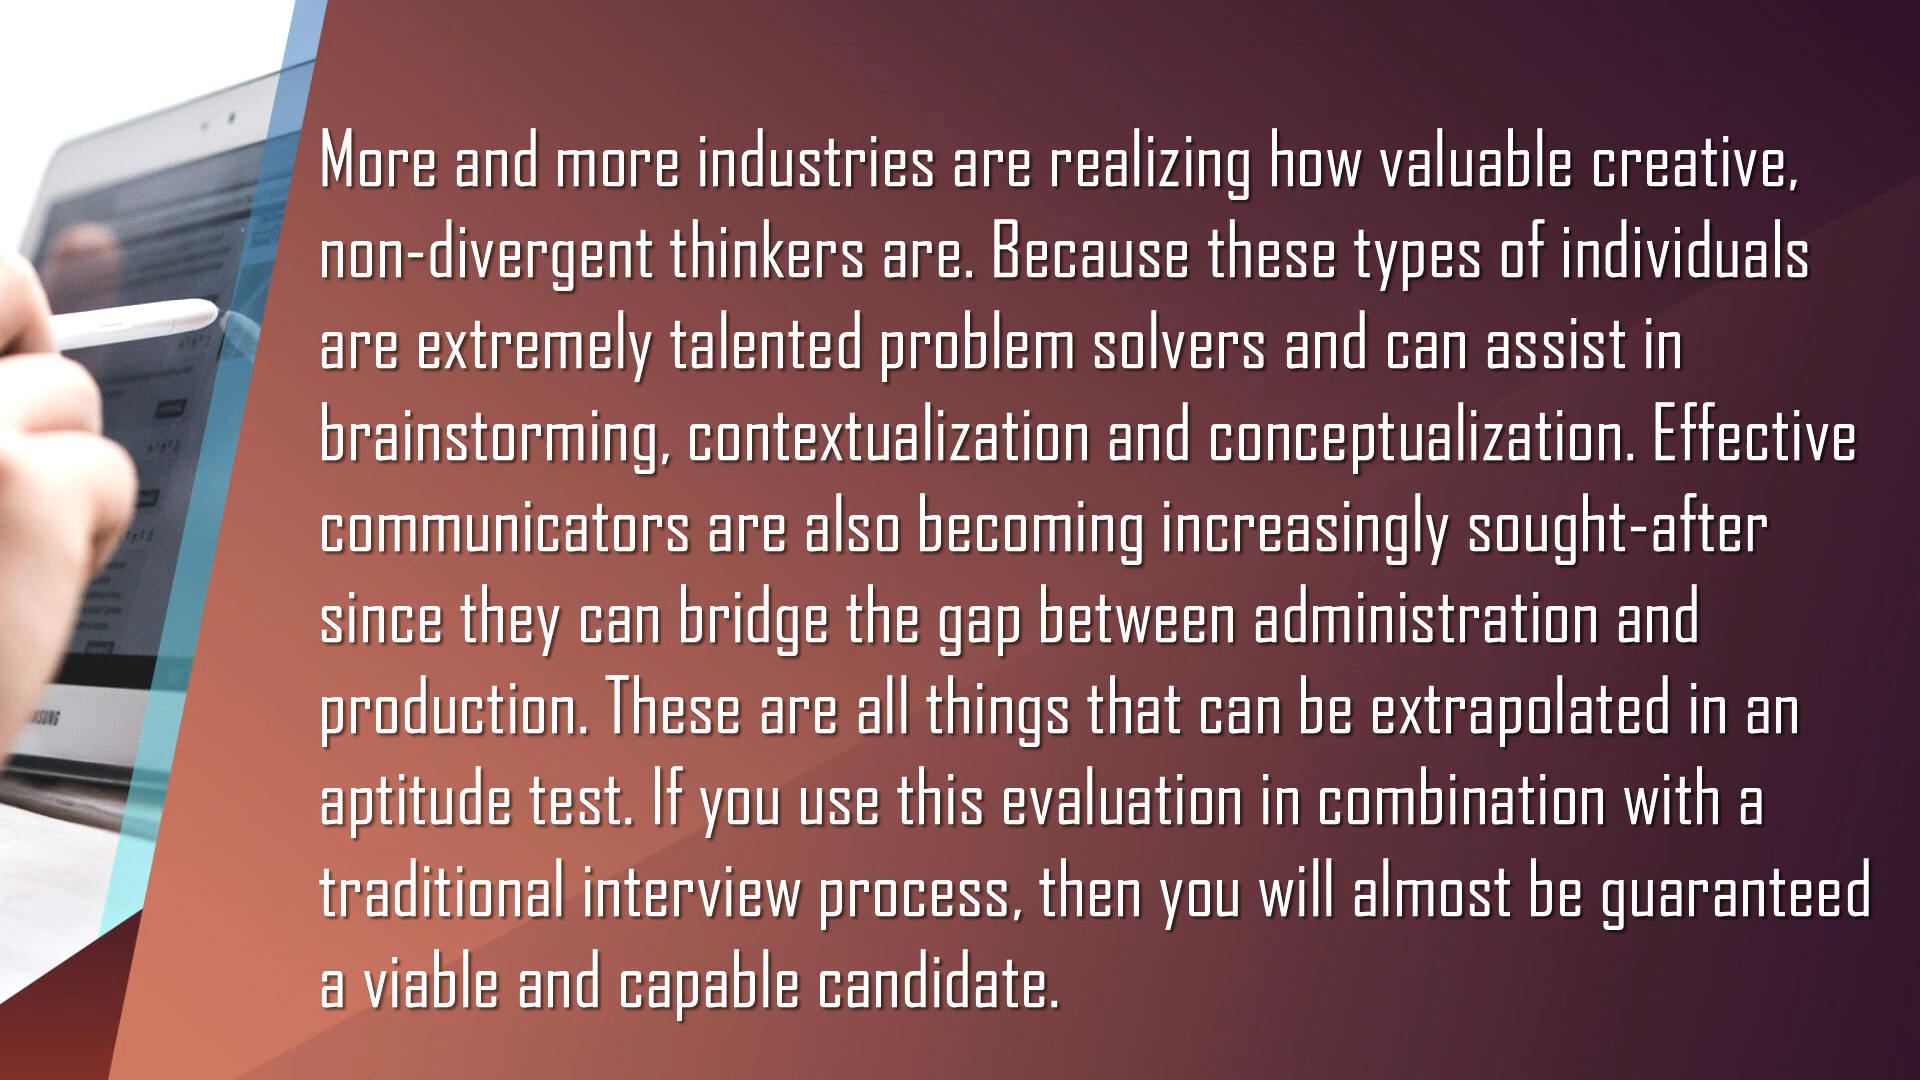 More and more industries are realizing how valuable creative,
non-divergent thinkers are. Because these types of individuals
are extremely talented problem solvers and can assist in
brainstorming, contextualization and conceptualization. Effective
communicators are also becoming increasingly sought-after
since they can bridge the gap between administration and
production. These are all things that can be extrapolated in an
aptitude test. If you use this evaluation in combination with a
traditional interview process, then you will almost be guaranteed
a viable and capable candidate.